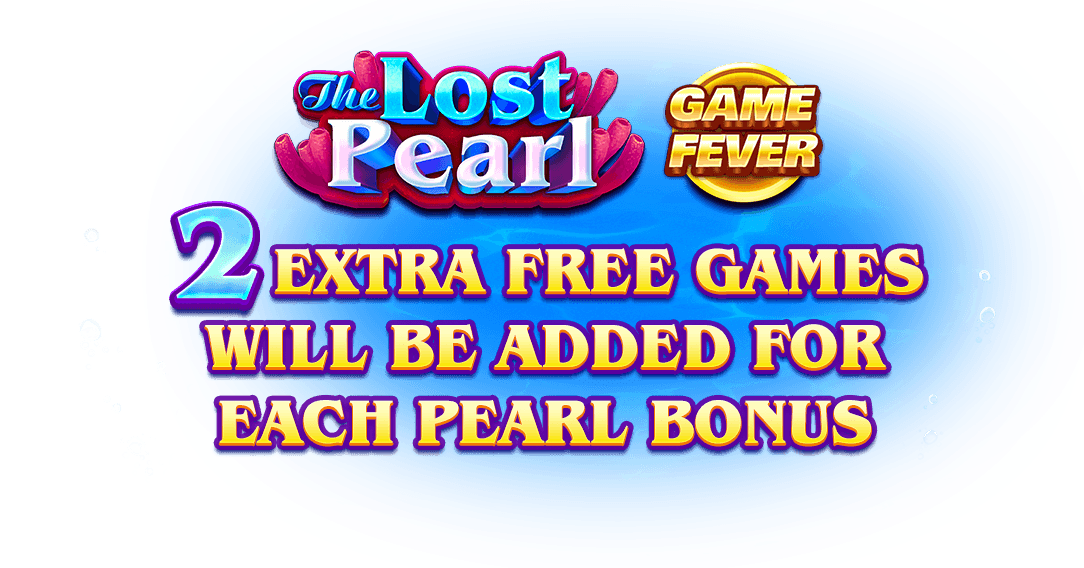 The Lost
Pearl
GAME
FEVER
2 EXTRA FREE GAMES
WILL BE ADDED FOR
EACH PEARL BONUS